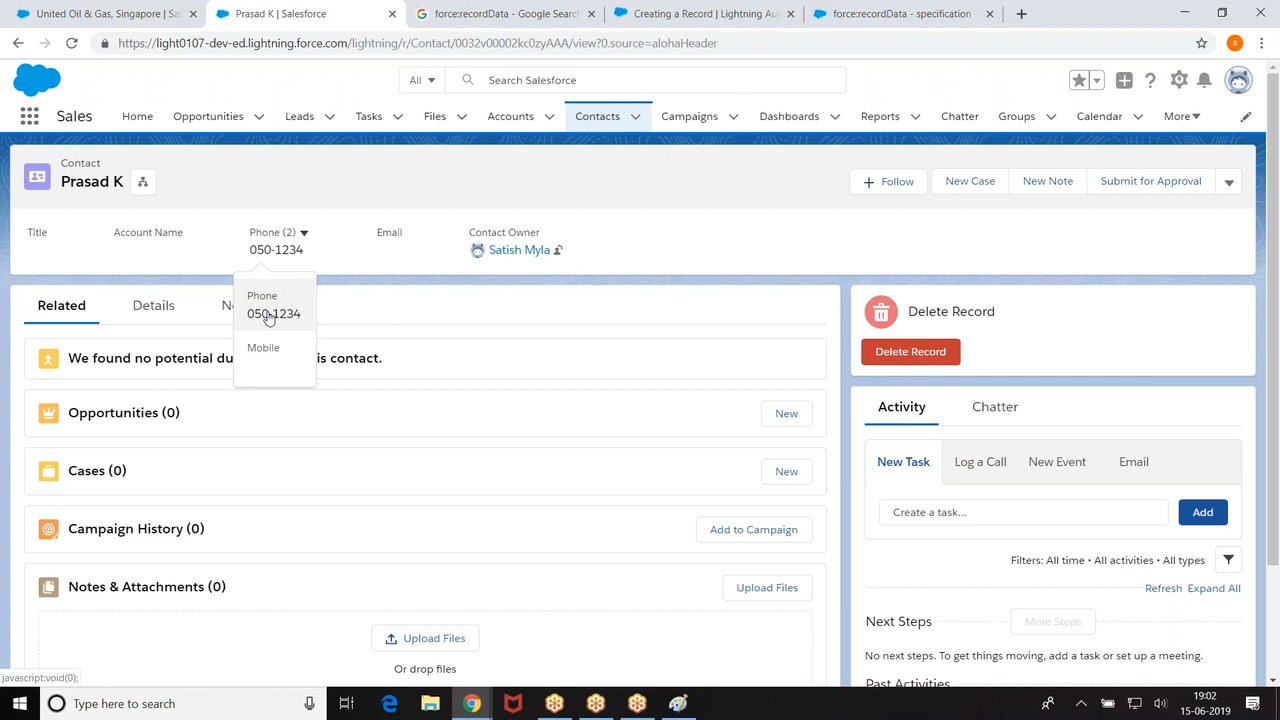 United Oil & Gas, Singapore | Sa
Prasad K | Salesforce
force:recordData - Google Search
Creating a Record | Lightning Au
force:recordData - specification
https://light0107-dev-ed.lightning.force.com/lightning/r/Contact/0032v00002kc0nyAAA/view?0.source=alohaHeader
S
All
Search Salesforce
Sales
Home
Opportunities
Leads
Tasks
Files
Accounts
Contacts
Campaigns
Dashboards
Reports
Chatter
Groups
Calendar
More
Contact
Prasad K
Follow
New Case
New Note
Submit for Approval
Title
Account Name
Phone (2)
Email
Contact Owner
050-1234
Satish Myla
Phone
050-1234
Mobile
Related
Details
We found no potential du
is contact.
Opportunities (0)
New
Cases (0)
New
Campaign History (0)
Add to Campaign
Notes & Attachments (0)
Upload Files
Upload Files
Or drop files
Delete Record
Delete Record
Activity
Chatter
New Task
Log a Call
New Event
Email
Create a task...
Add
Filters: All time • All activities • All types
Refresh
Expand All
Next Steps
More Steps
No next steps. To get things moving, add a task or set up a meeting.
Past Activities
javascript:void(0);
Type here to search
19:02
15-06-2019